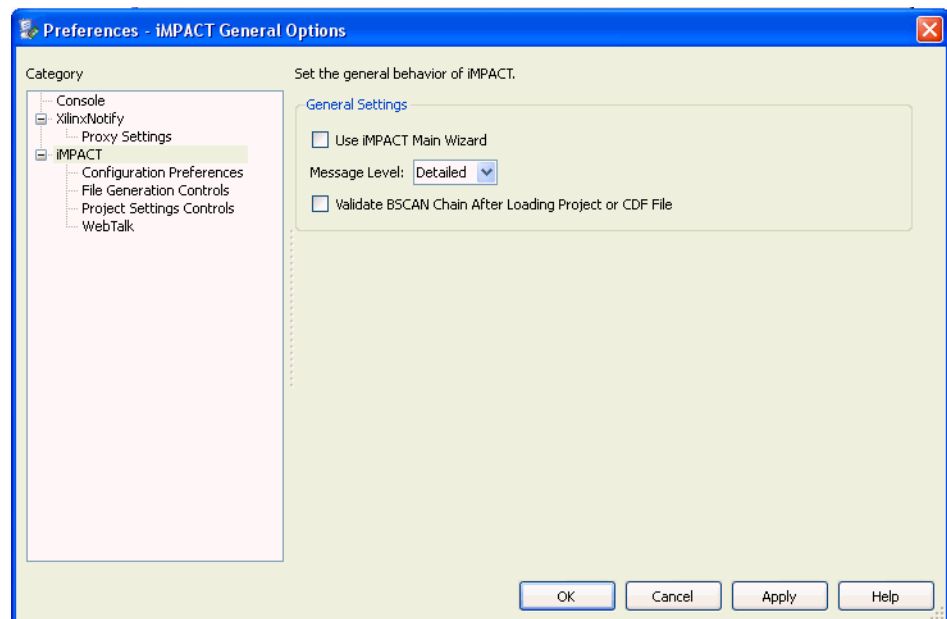 Preferences - iMPACT General Options
Category
Console
XilinxNotify
Proxy Settings
iMPACT
Configuration Preferences
File Generation Controls
Project Settings Controls
WebTalk
Set the general behavior of iMPACT.
General Settings
Use iMPACT Main Wizard
Message Level: Detailed
Validate BSCAN Chain After Loading Project or CDF File
OK Cancel Apply Help